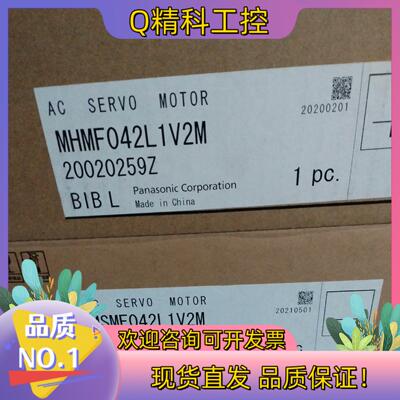 Q精科工控
AC SERVO MOTOR
20200201
MHMF042L1V2M
20020259Z
Panasonic Corporation
1 pc.
BIBL
Made in China
SERVO MOTOR
20210501
MSMF042L1V2M
品质
NO.1
欢迎咨询可开发票
现货直发 品质保证!